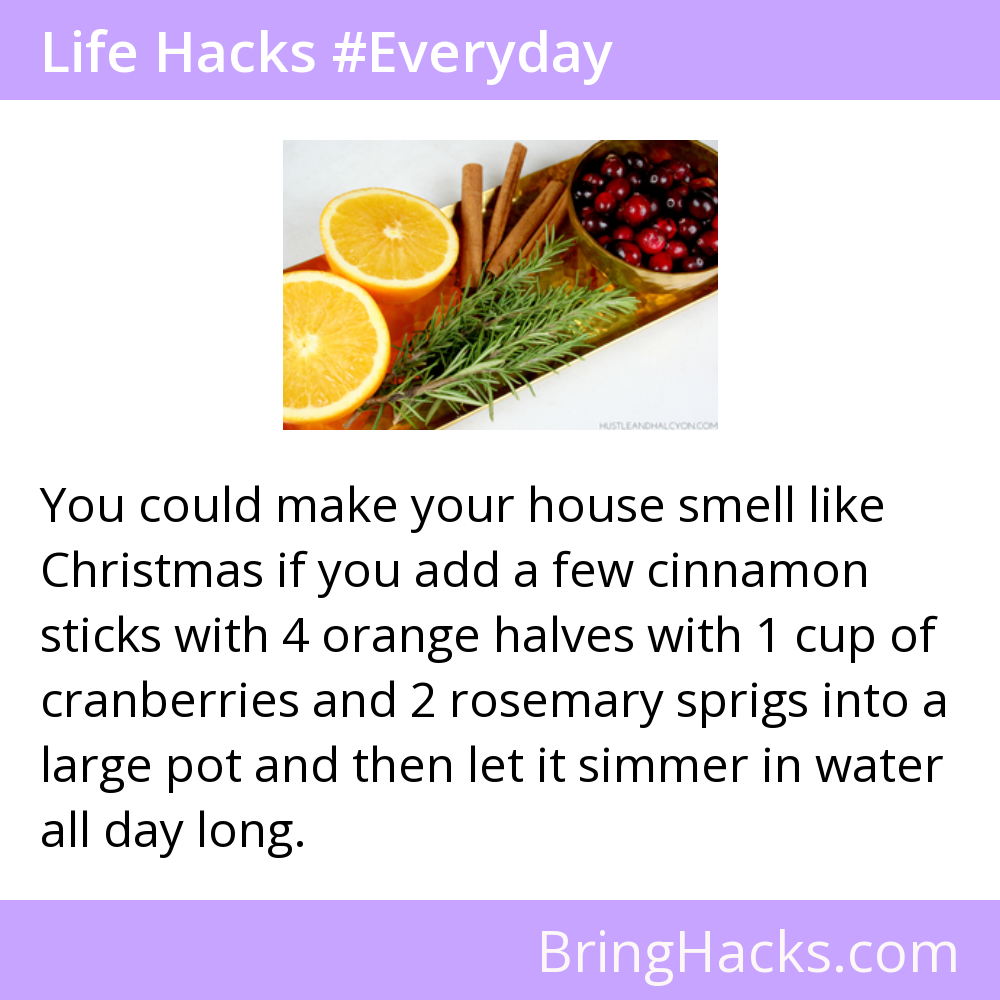 Life Hacks #Everyday
HUSTLEANDHALCYON.COM
You could make your house smell like
Christmas if you add a few cinnamon
sticks with 4 orange halves with 1 cup of
cranberries and 2 rosemary sprigs into a
large pot and then let it simmer in water
all day long.
BringHacks.com